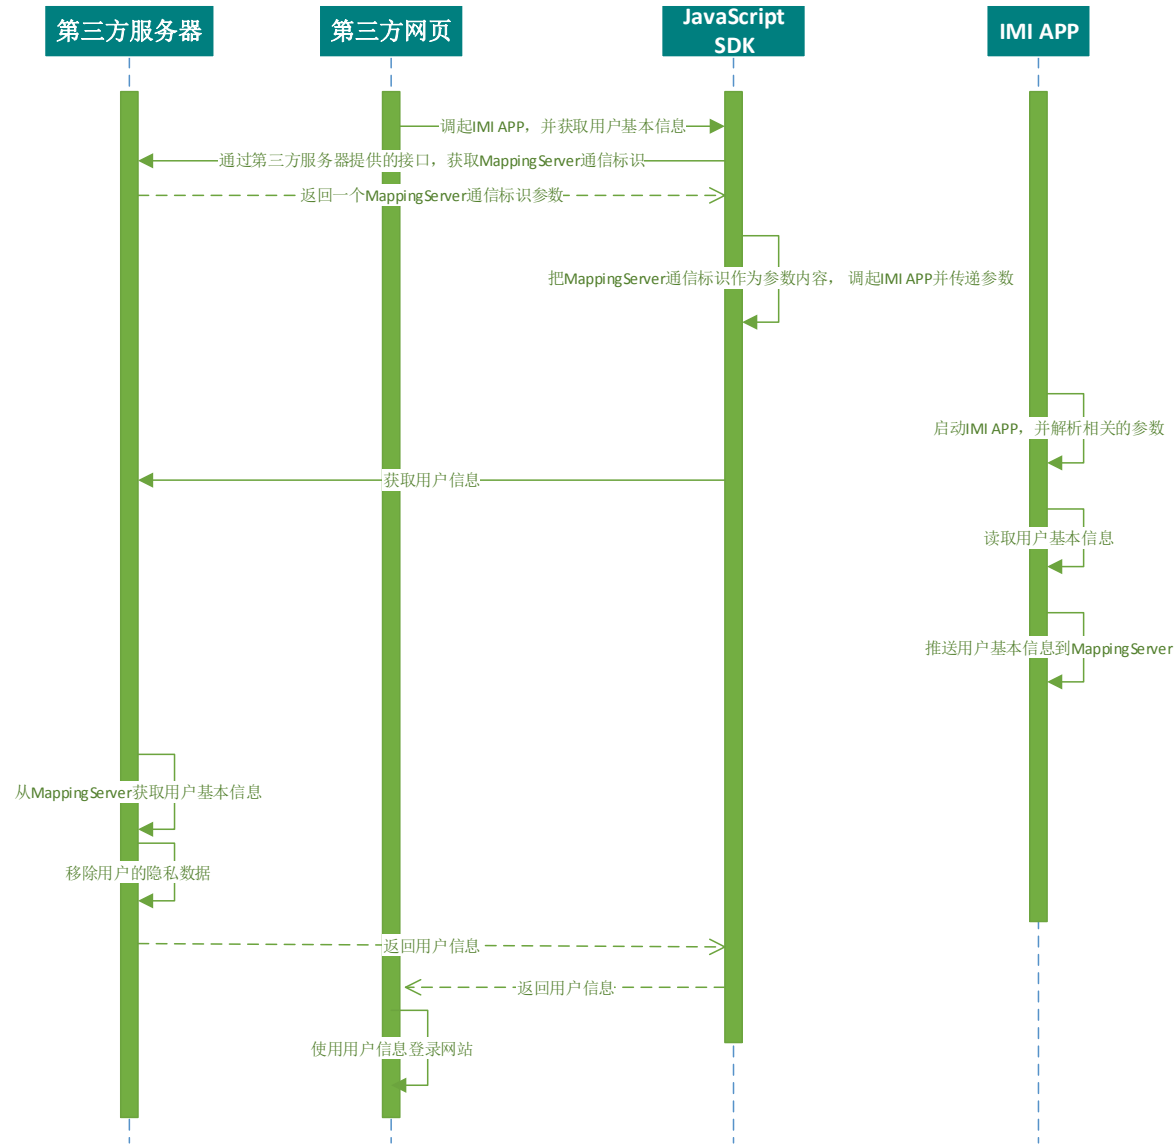 第三方服务器
第三方网页
JavaScript
SDK
IMI APP
调起IMI APP，并获取用户基本信息
通过第三方服务器提供的接口，获取MappingServer通信标识
返回一个MappingServer通信标识参数
把MappingServer通信标识作为参数内容， 调起IMI APP并传递参数
启动IMI APP，并解析相关的参数
获取用户信息
读取用户基本信息
推送用户基本信息到MappingServer
从MappingServer获取用户基本信息
移除用户的隐私数据
返回用户信息
返回用户信息
使用用户信息登录网站